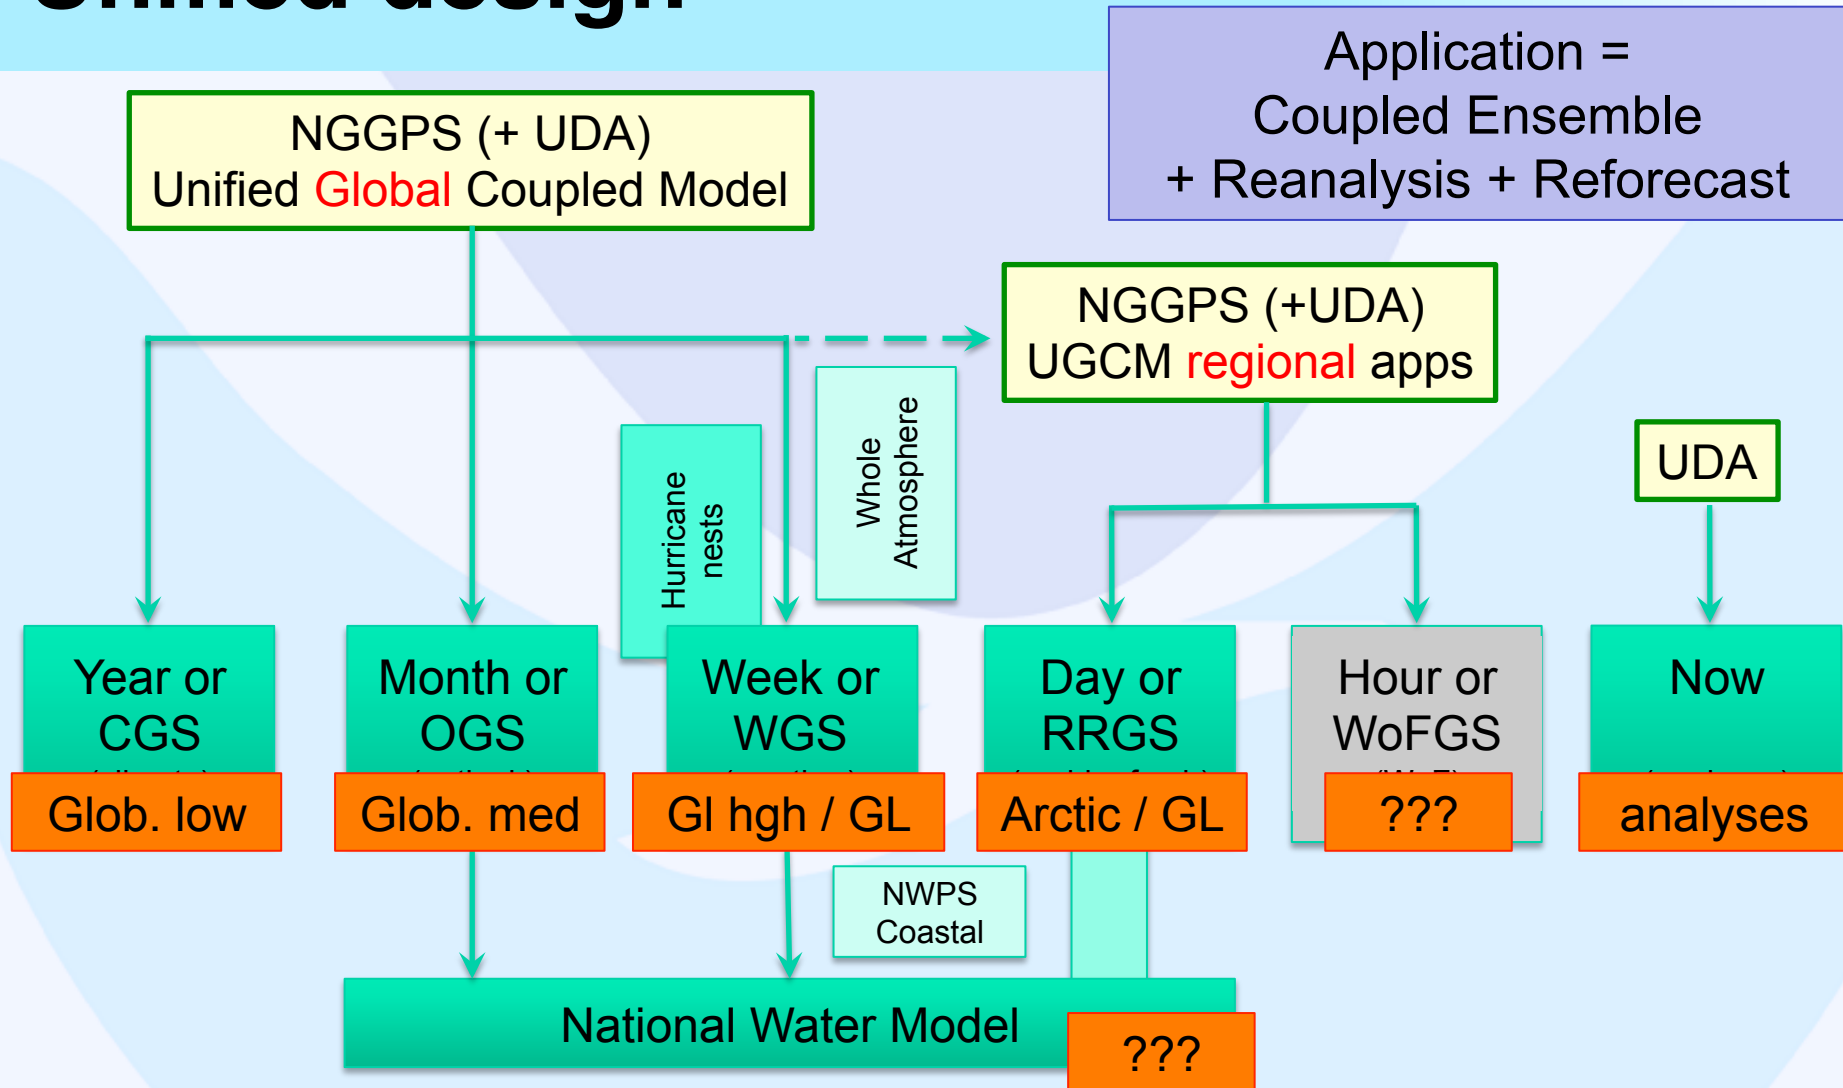 Unified design
Application =
Coupled Ensemble
+ Reanalysis + Reforecast
NGGPS (+ UDA)
Unified Global Coupled Model
NGGPS (+UDA)
UGCM regional apps
UDA
Hurricane
nests
Whole
Atmosphere
Year or
CGS
Glob. low
Month or
OGS
Glob. med
Week or
WGS
Gl hgh / GL
Day or
RRGS
Arctic / GL
Hour or
WoFGS
???
Now
analyses
NWPS
Coastal
National Water Model
???